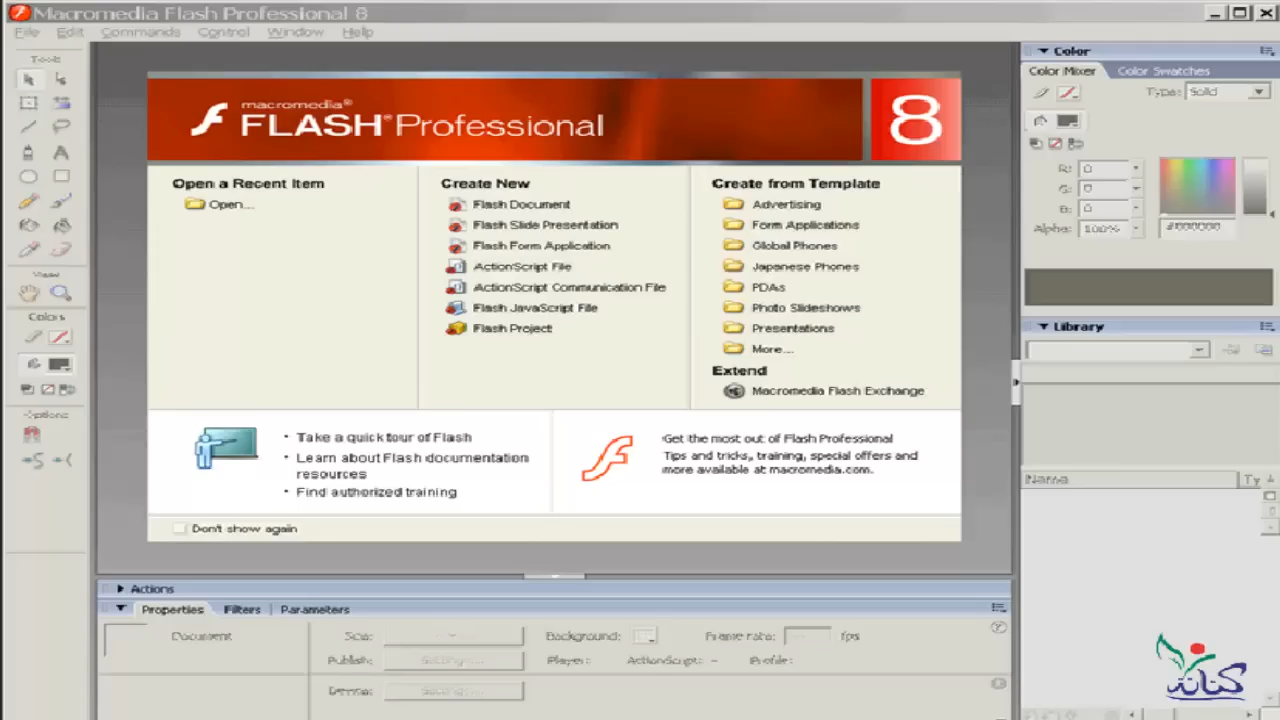 Macromedia Flash Professional 8
File Edit Commands Control Window Help
Tools
View
Colors
Options
macromedia®
FLASH® Professional
8
Open a Recent Item
Open...
Create New
Flash Document
Flash Slide Presentation
Flash Form Application
ActionScript File
ActionScript Communication File
Flash JavaScript File
Flash Project
Create from Template
Advertising
Form Applications
Global Phones
Japanese Phones
PDAs
Photo Slideshows
Presentations
More...
Extend
Macromedia Flash Exchange
• Take a quick tour of Flash
• Learn about Flash documentation
resources
• Find authorized training
Get the most out of Flash Professional
Tips and tricks, training, special offers and
more available at macromedia.com.
Don't show again
Actions
Properties Filters Parameters
Document
Size:
Background:
Frame rate:
fps
Publish:
Settings...
Player:
ActionScript:
Profile:
Device:
Settings...
Color
Color Mixer Color Swatches
Type: Solid
R: 0
G: 0
B: 0
Alpha: 100%
#000000
Library
Name
Ty
كنانة